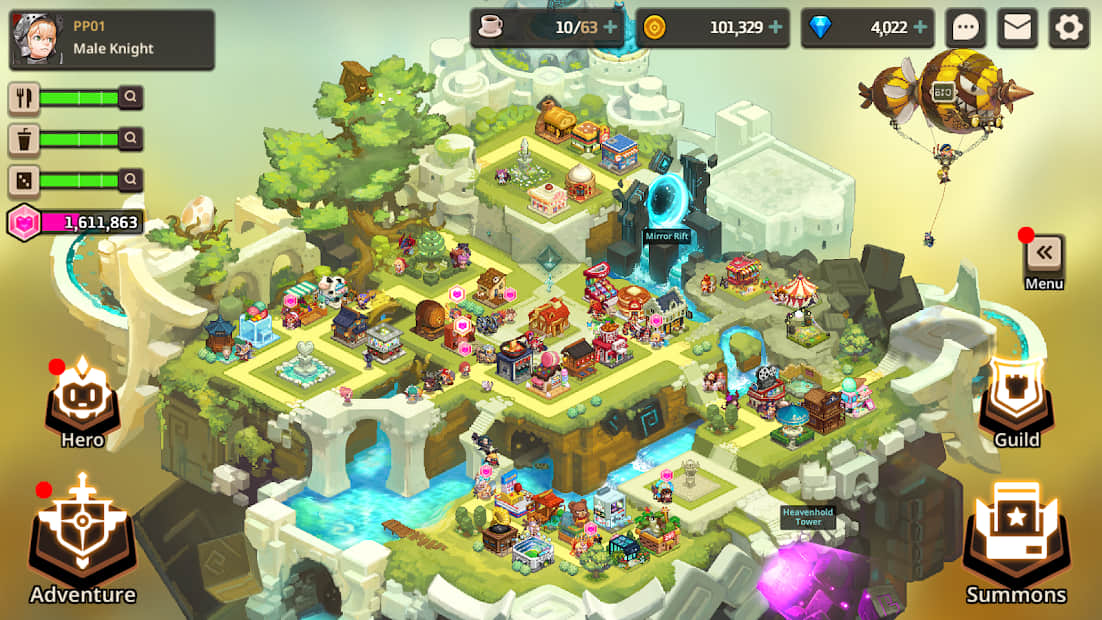 PP01
Male Knight
10/63
101,329
4,022
1,611,863
Mirror Rift
Menu
Hero
Guild
Heavenhold
Tower
Adventure
Summons